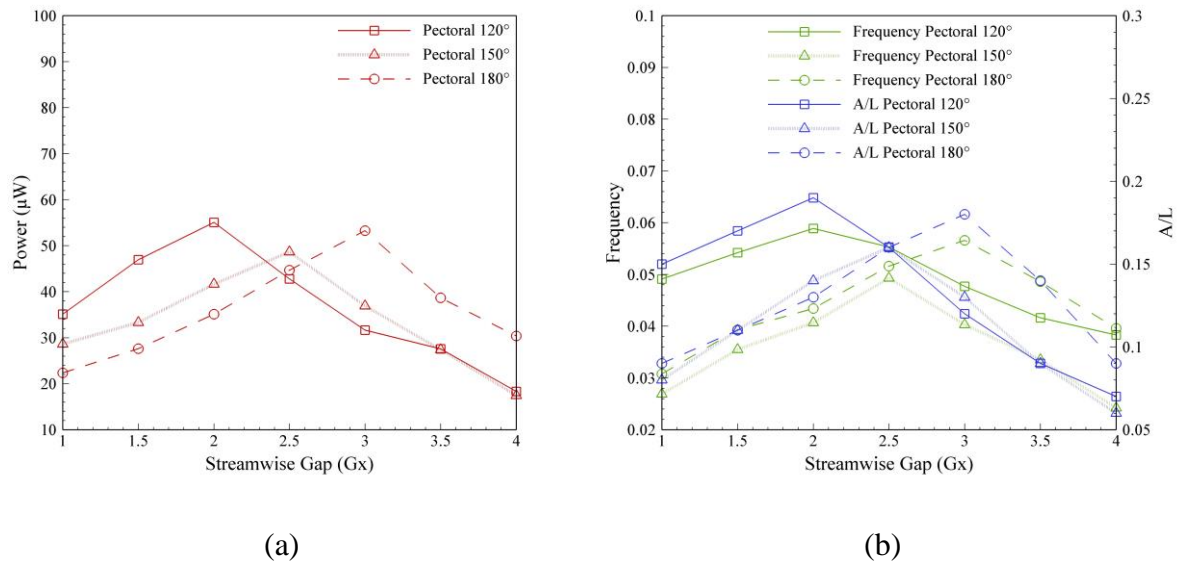 100
90
80
70
60
50
40
30
20
10
Power (µW)
1 1.5 2 2.5 3 3.5 4
Streamwise Gap (Gx)
Pectoral 120°
Pectoral 150°
Pectoral 180°
(a)
0.1
0.09
0.08
0.07
0.06
0.05
0.04
0.03
0.02
Frequency
1 1.5 2 2.5 3 3.5 4
Streamwise Gap (Gx)
Frequency Pectoral 120°
Frequency Pectoral 150°
Frequency Pectoral 180°
A/L Pectoral 120°
A/L Pectoral 150°
A/L Pectoral 180°
0.3
0.25
0.2
0.15
0.1
0.05
A/L
(b)